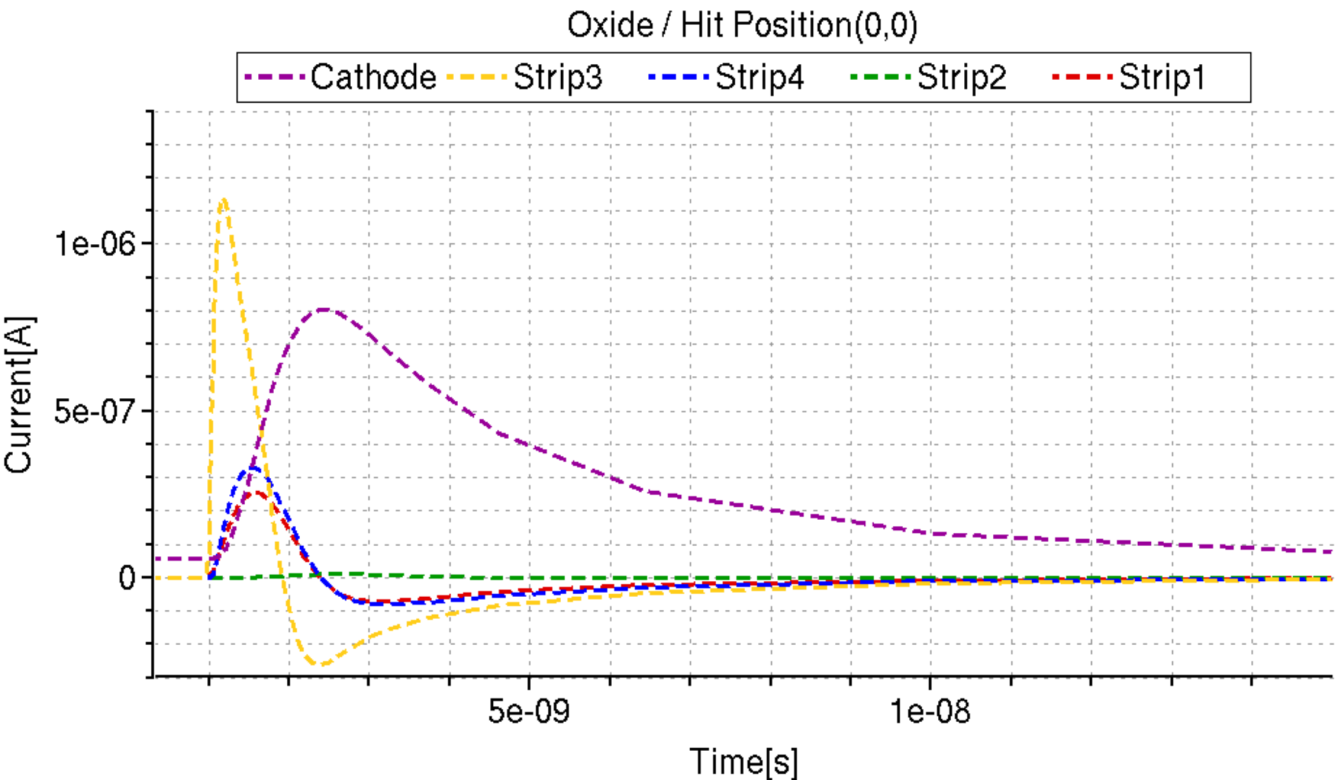 Oxide / Hit Position(0,0)
Cathode Strip3 Strip4 Strip2 Strip1
1e-06
5e-07
0
Current[A]
5e-09 1e-08
Time[s]